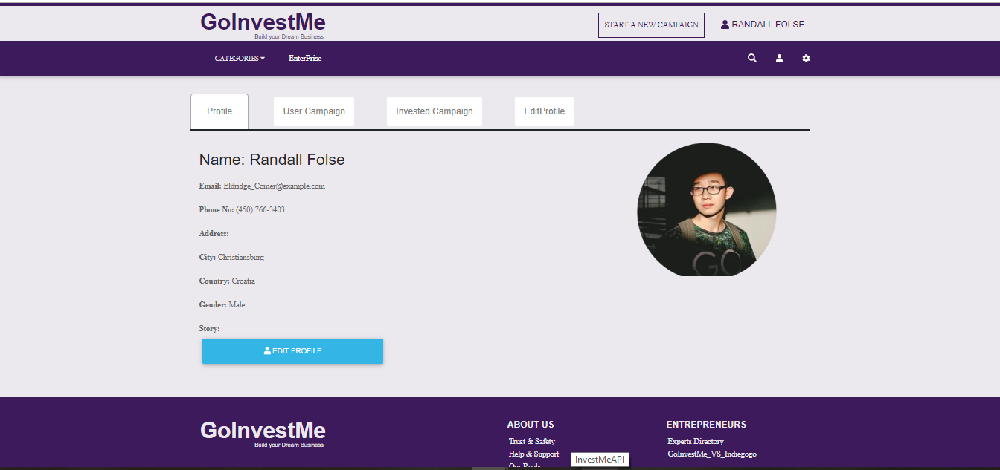 GoInvestMe
Build your Dream Business
START A NEW CAMPAIGN
RANDALL FOLSE
CATEGORIES
EnterPrise
Profile
User Campaign
Invested Campaign
EditProfile
Name: Randall Folse
Email: Eldridge_Comer@example.com
Phone No: (450) 766-3403
Address:
City: Christiansburg
Country: Croatia
Gender: Male
Story:
EDIT PROFILE
GO
GoInvestMe
Build your Dream Business
ABOUT US
Trust & Safety
Help & Support
Our Ruels
ENTREPRENEURS
Experts Directory
GoInvestMe_VS_Indiegogo
InvestMeAPI